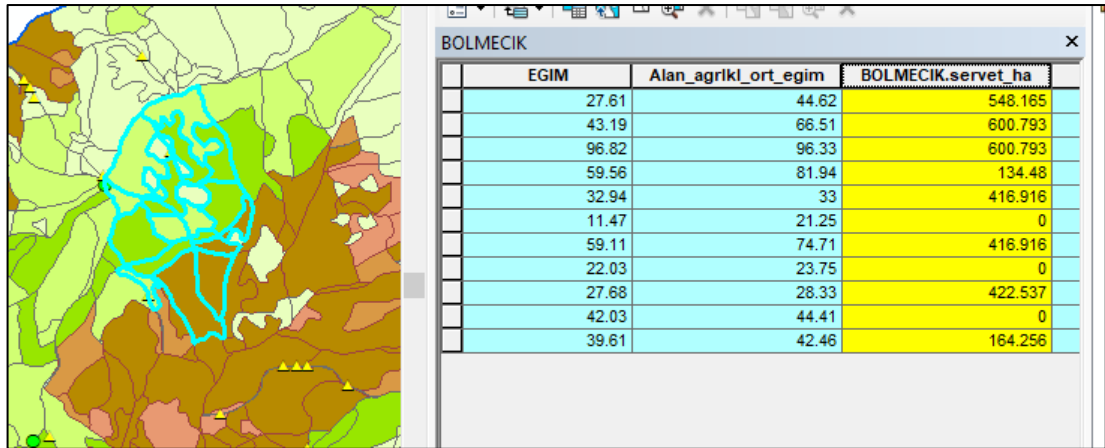 BOLMECIK ×
EGIM Alan_agrlkl_ort_egim BOLMECIK.servet_ha
27.61 44.62 548.165
43.19 66.51 600.793
96.82 96.33 600.793
59.56 81.94 134.48
32.94 33 416.916
11.47 21.25 0
59.11 74.71 416.916
22.03 23.75 0
27.68 28.33 422.537
42.03 44.41 0
39.61 42.46 164.256